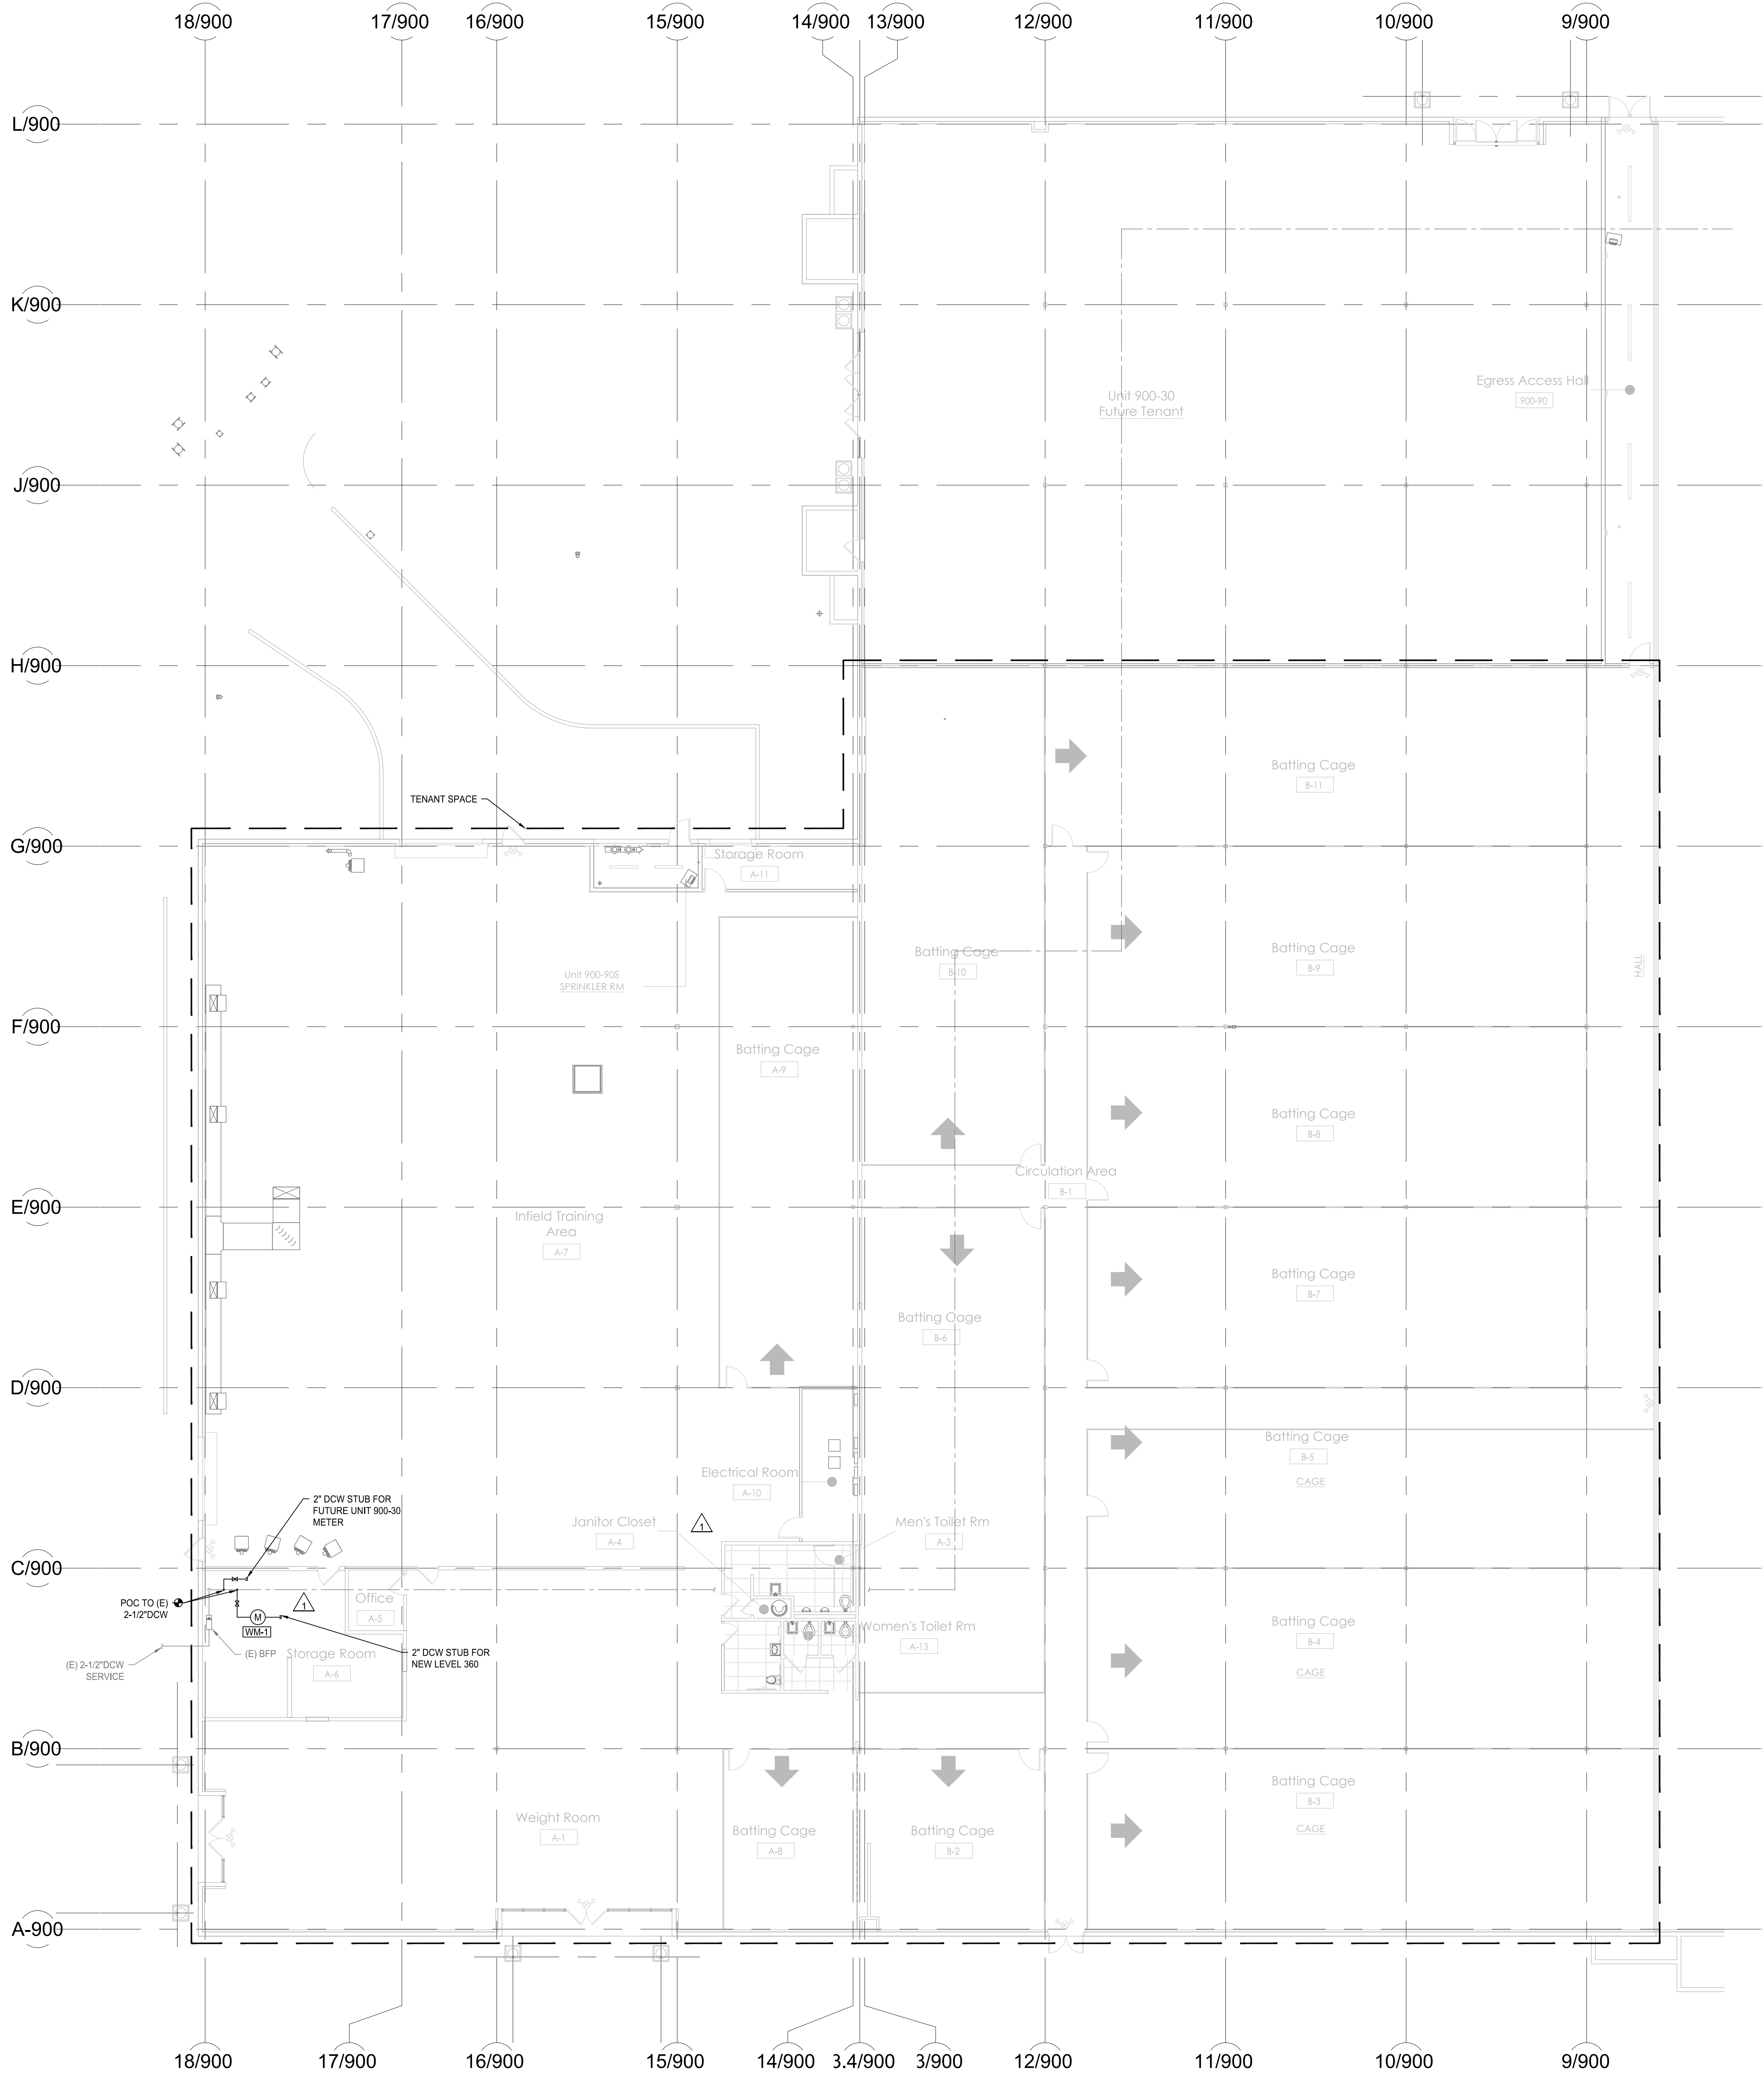 18/900 17/900 16/900 15/900 14/900 13/900 12/900 11/900 10/900 9/900
L/900
K/900
Egress Access Hall
900-90
Unit 900-30
Future Tenant
J/900
H/900
Batting Cage
B-11
TENANT SPACE
G/900
Storage Room
A-11
Batting Cage
B-10
Batting Cage
B-9
HALL
Unit 900-90S
SPRINKLER RM
F/900
Batting Cage
A-9
Batting Cage
B-8
Circulation Area
B-1
E/900
Infield Training
Area
A-7
Batting Cage
B-7
Batting Cage
B-6
D/900
Batting Cage
B-5
CAGE
Electrical Room
A-10
2" DCW STUB FOR
FUTURE UNIT 900-30
METER
Janitor Closet
A-4
1
Men's Toilet Rm
A-3
C/900
POC TO (E)
2-1/2"DCW
1
M
WM-1
Office
A-5
Women's Toilet Rm
A-13
Batting Cage
B-4
CAGE
(E) 2-1/2"DCW
SERVICE
(E) BFP
Storage Room
A-6
2" DCW STUB FOR
NEW LEVEL 360
B/900
Batting Cage
B-3
CAGE
Weight Room
A-1
Batting Cage
A-8
Batting Cage
B-2
A-900
18/900 17/900 16/900 15/900 14/900 3.4/900 3/900 12/900 11/900 10/900 9/900